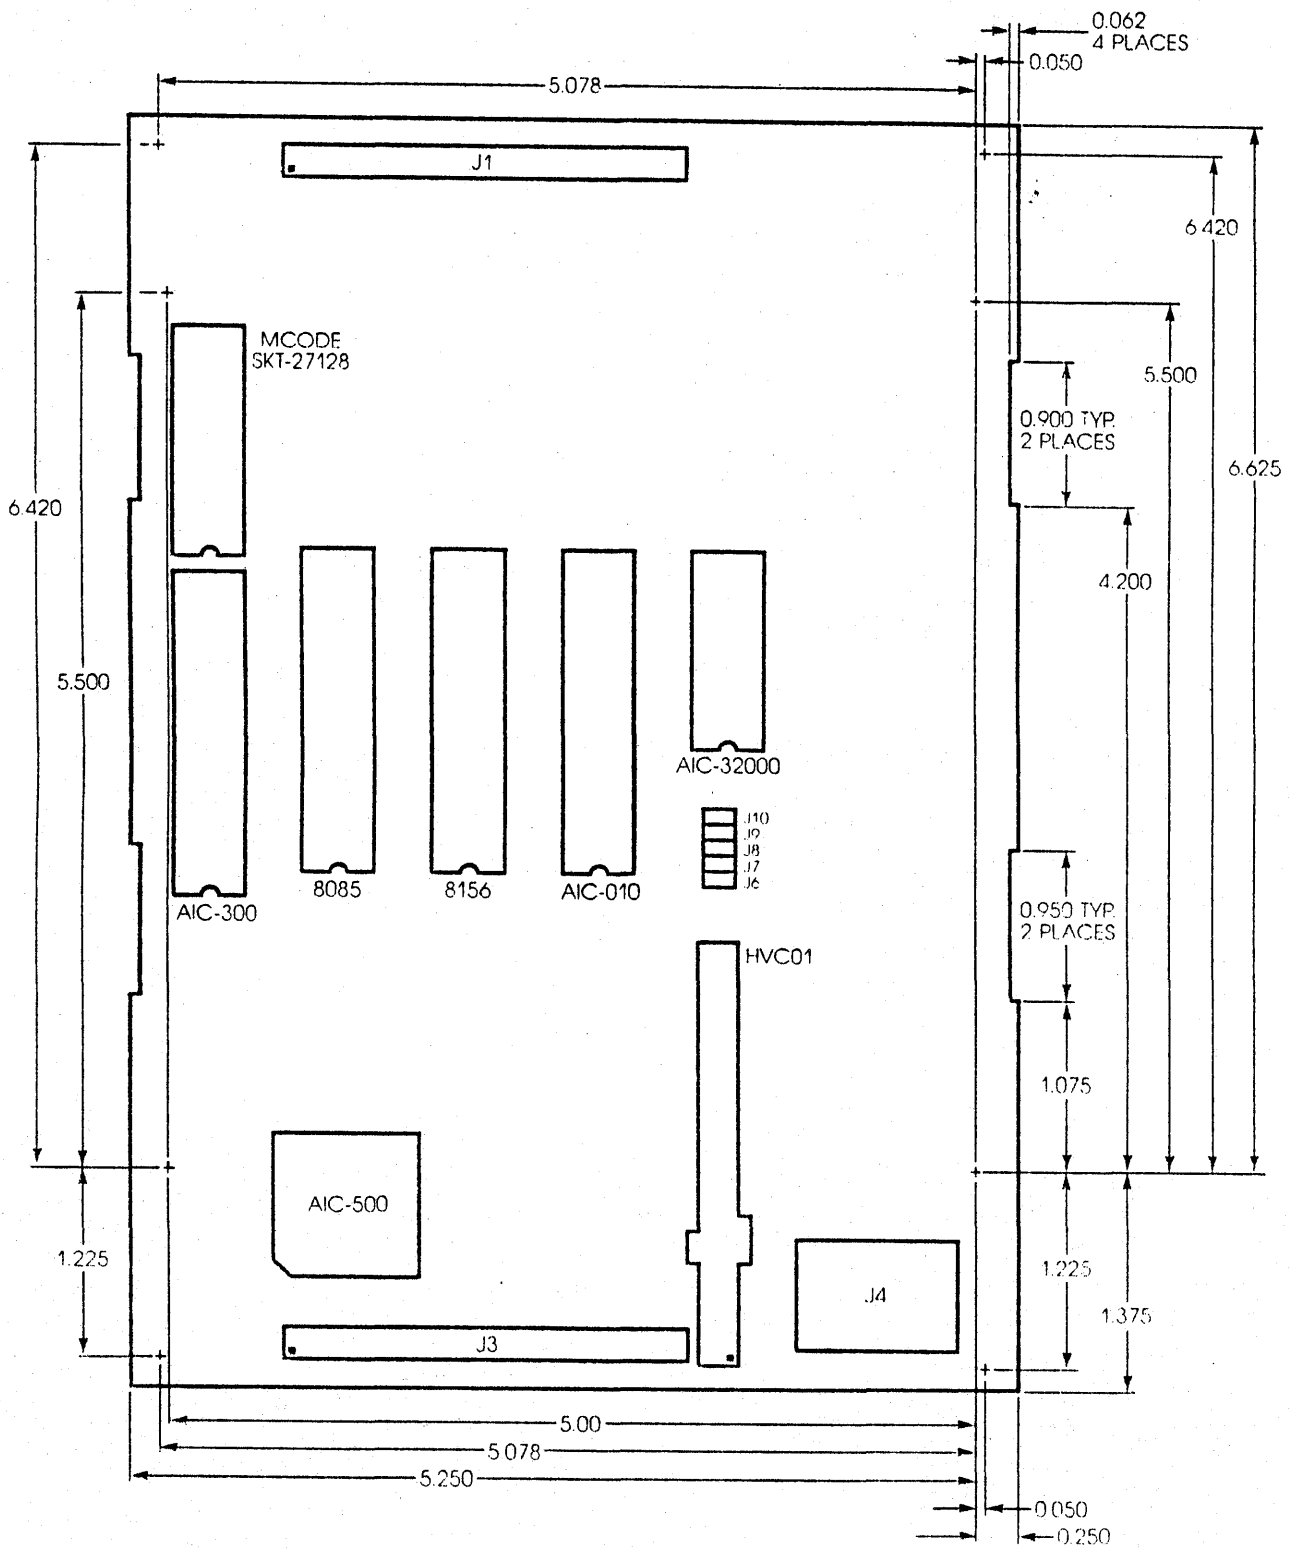 0.062
4 PLACES
0.050
5.078
J1
6.420
MCODE
SKT-27128
5.500
0.900 TYP.
2 PLACES
6.625
6.420
4.200
5.500
AIC-32000
J10
J9
J8
J7
J6
8085
8156
AIC-010
AIC-300
0.950 TYP.
2 PLACES
HVC01
1.075
AIC-500
1.225
1.225
J4
1.375
J3
5.00
5.078
5.250
0.050
0.250